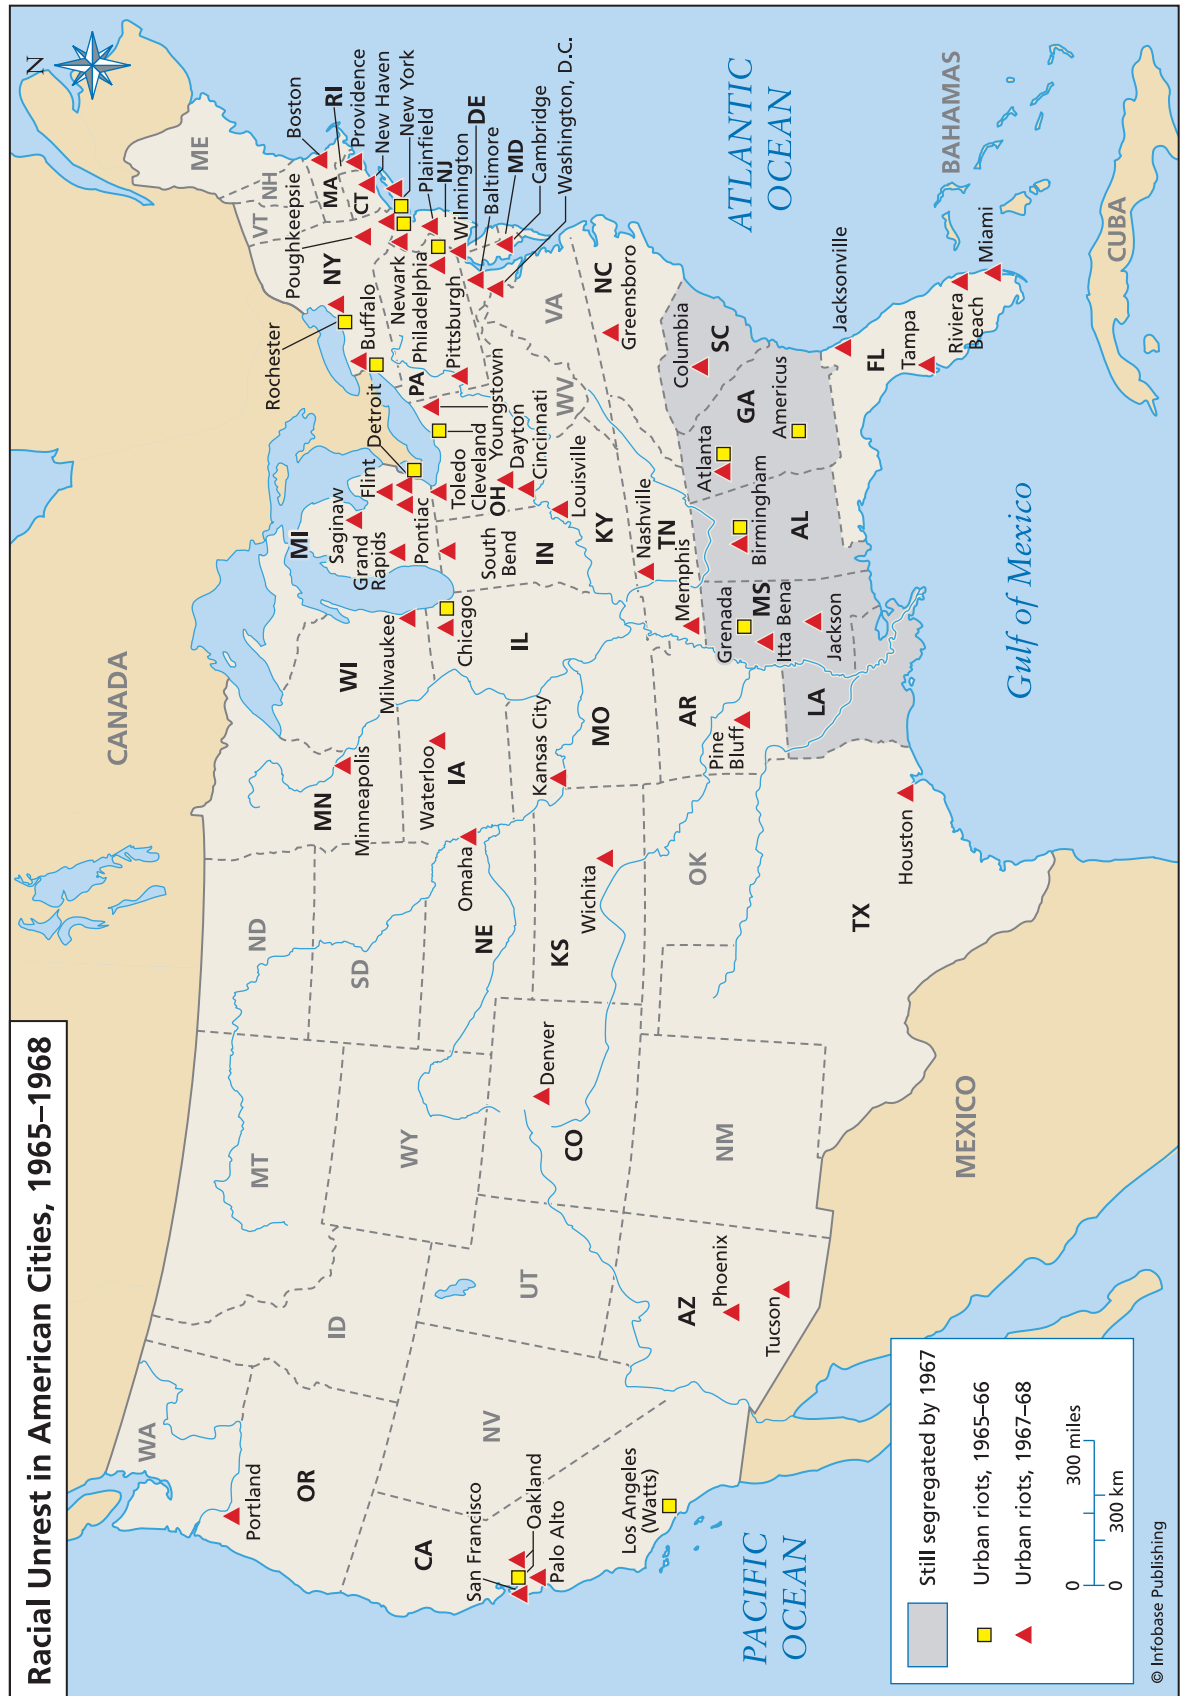 Racial Unrest in American Cities, 1965–1968
N
CANADA
ATLANTIC
OCEAN
PACIFIC
OCEAN
Gulf of Mexico
MEXICO
CUBA
BAHAMAS
WA
Portland
OR
CA
San Francisco
Oakland
Palo Alto
Los Angeles
(Watts)
NV
ID
MT
WY
UT
AZ
Phoenix
Tucson
NM
CO
Denver
ND
SD
NE
Omaha
KS
Wichita
OK
TX
Houston
MN
Minneapolis
IA
Waterloo
MO
Kansas City
AR
Pine
Bluff
LA
WI
Milwaukee
IL
Chicago
MI
Saginaw
Grand
Rapids
Flint
Pontiac
Detroit
IN
South
Bend
OH
Toledo
Cleveland
Youngstown
Dayton
Cincinnati
KY
Louisville
TN
Nashville
Memphis
MS
Grenada
Itta Bena
Jackson
AL
Birmingham
GA
Atlanta
Americus
SC
Columbia
NC
Greensboro
FL
Jacksonville
Tampa
Riviera
Beach
Miami
VA
WV
PA
Pittsburgh
Philadelphia
Newark
NY
Buffalo
Rochester
Poughkeepsie
VT
NH
ME
MA
Boston
RI
Providence
CT
New Haven
New York
Plainfield
NJ
Wilmington
DE
Baltimore
MD
Cambridge
Washington, D.C.
Still segregated by 1967
Urban riots, 1965–66
Urban riots, 1967–68
0 300 miles
0 300 km
© Infobase Publishing